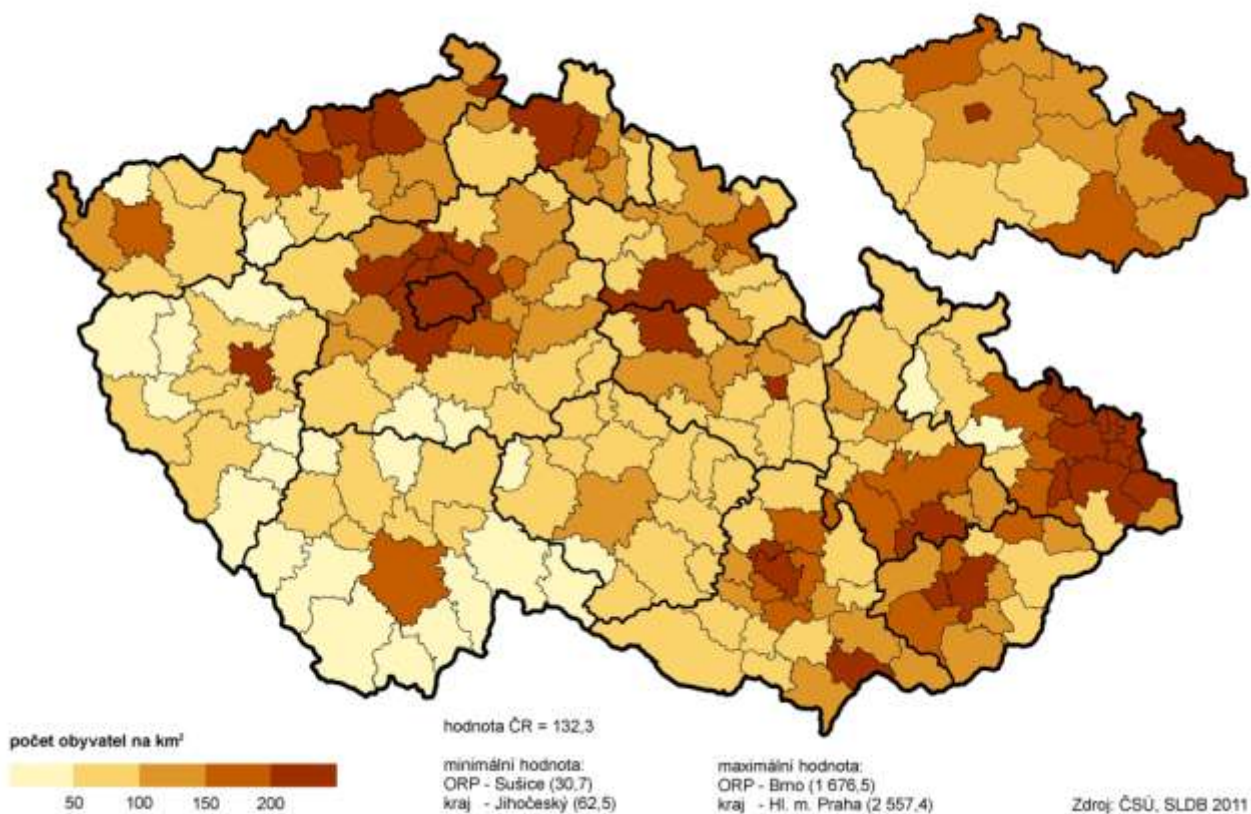 hodnota ČR = 132,3
počet obyvatel na km²
50 100 150 200
minimální hodnota:
ORP - Sušice (30,7)
kraj - Jihočeský (62,5)
maximální hodnota:
ORP - Brno (1 676,5)
kraj - Hl. m. Praha (2 557,4)
Zdroj: ČSÚ, SLDB 2011